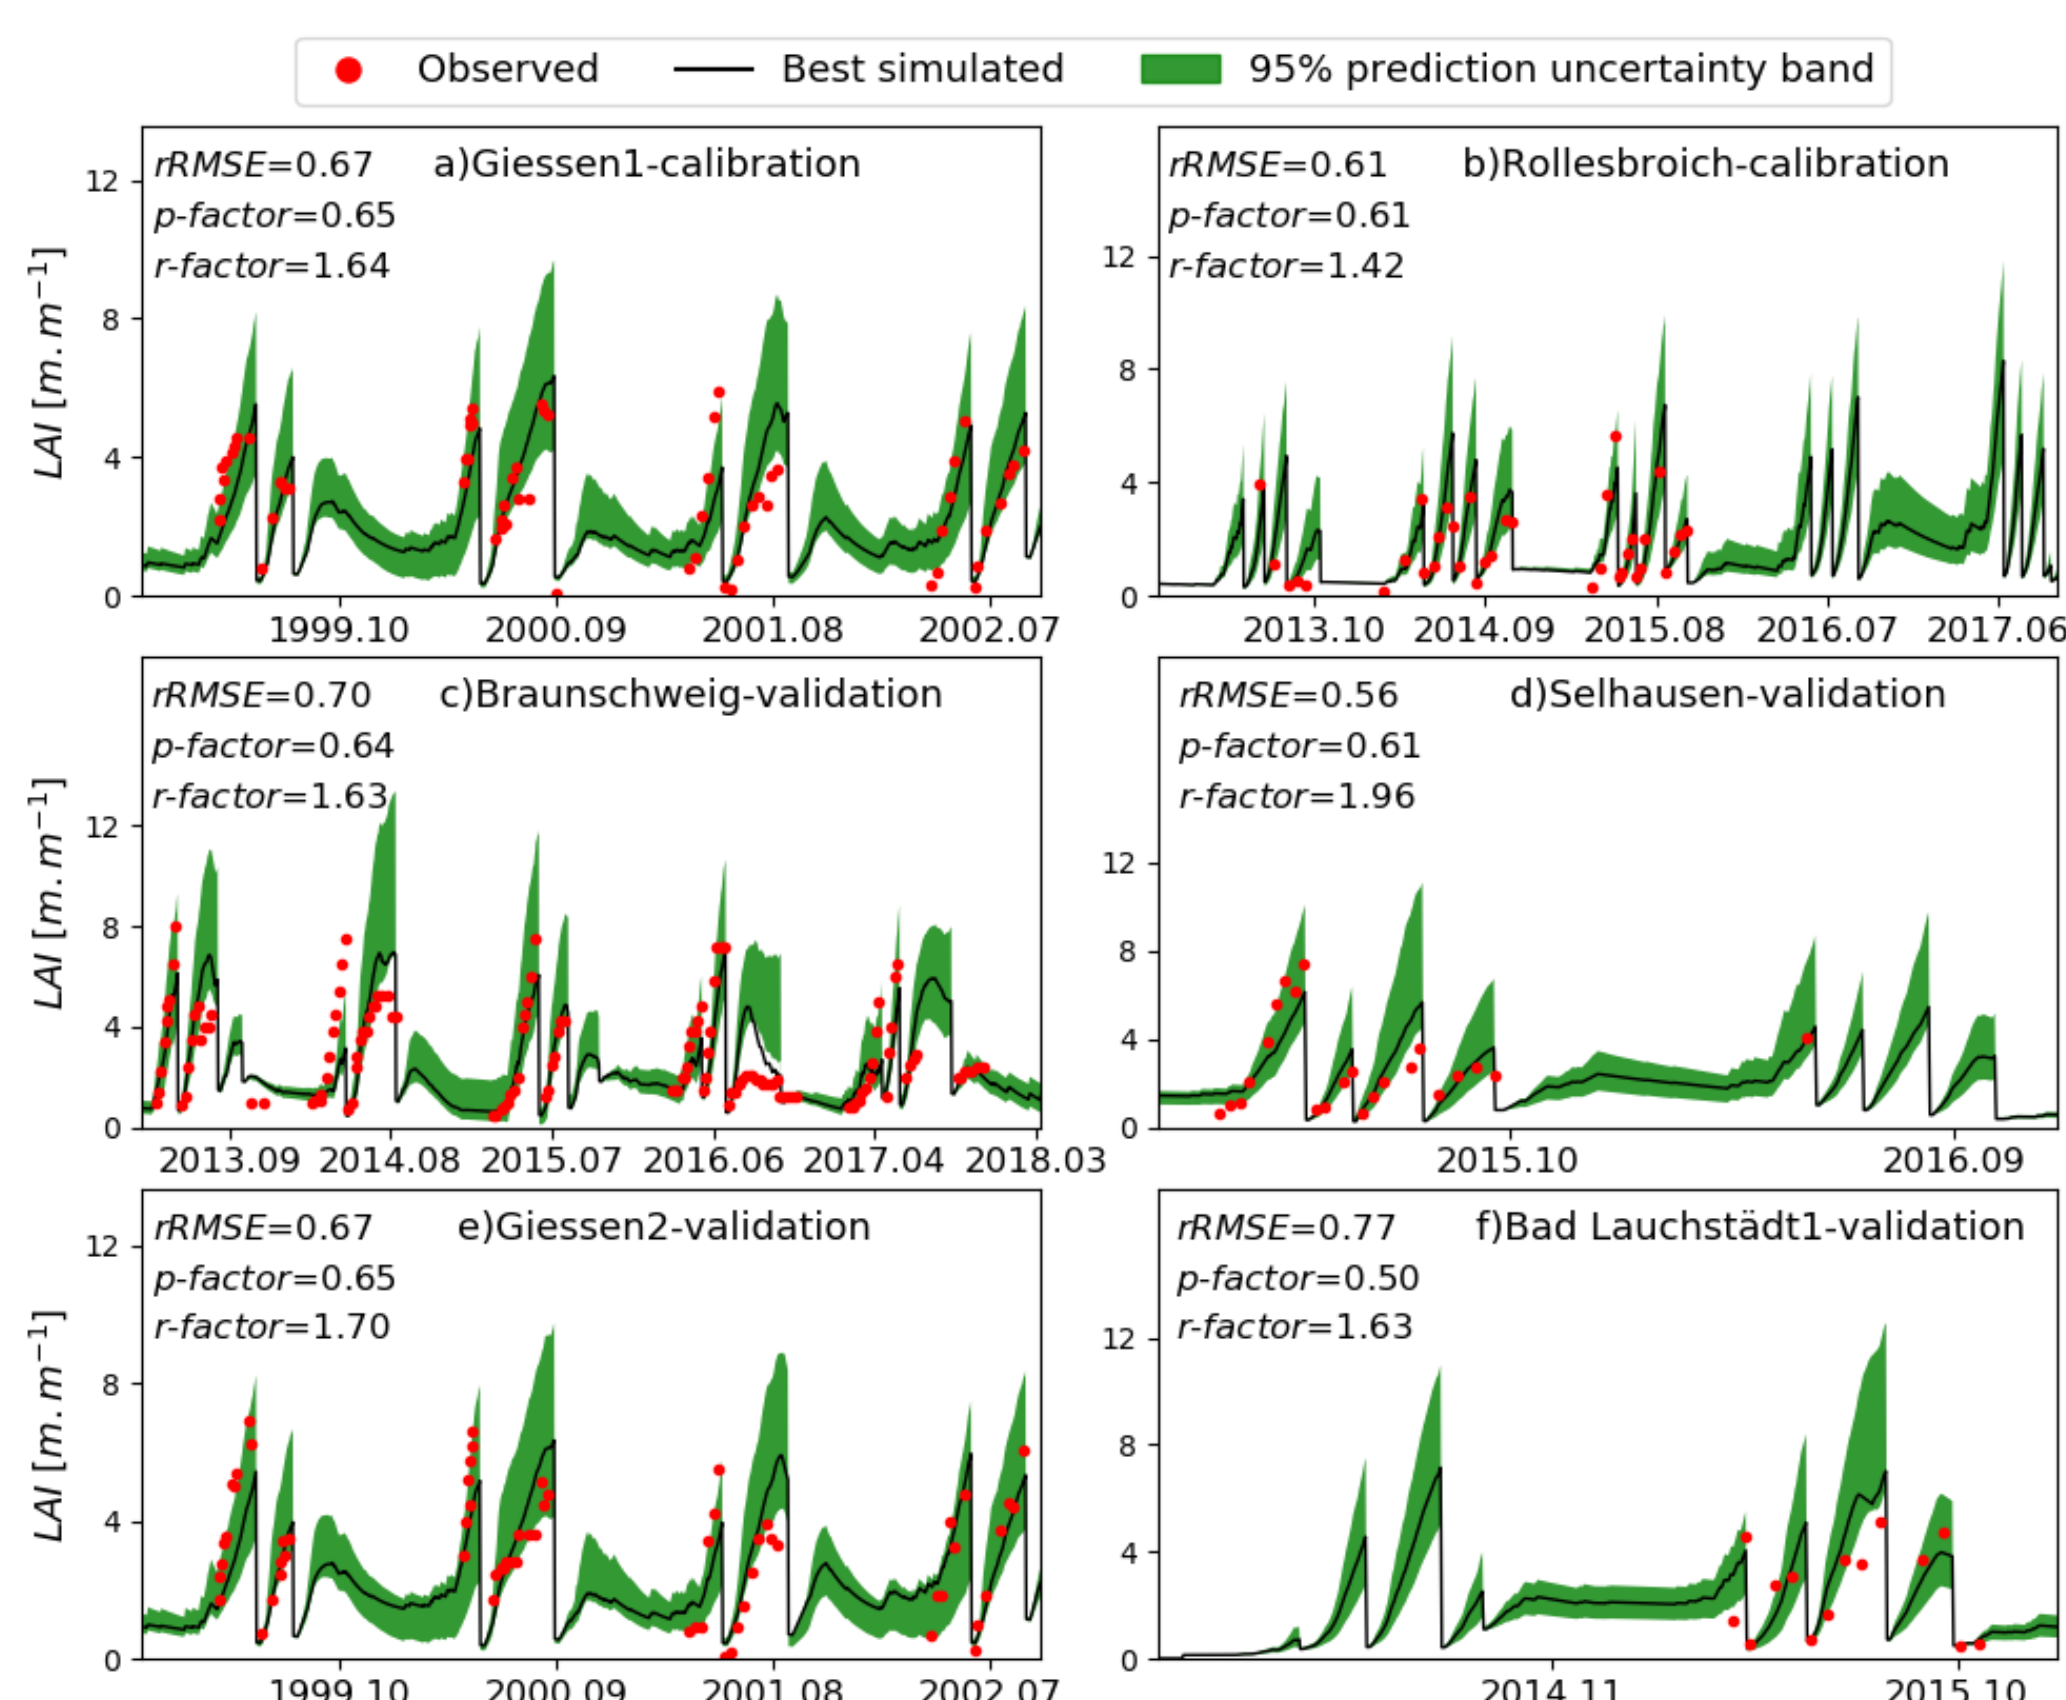 Observed Best simulated 95% prediction uncertainty band
rRMSE=0.67 a)Giessen1-calibration
p-factor=0.65
r-factor=1.64
LAI [m.m⁻¹]
12
8
4
0
1999.10 2000.09 2001.08 2002.07
rRMSE=0.61 b)Rollesbroich-calibration
p-factor=0.61
r-factor=1.42
12
8
4
0
2013.10 2014.09 2015.08 2016.07 2017.06
rRMSE=0.70 c)Braunschweig-validation
p-factor=0.64
r-factor=1.63
LAI [m.m⁻¹]
12
8
4
0
2013.09 2014.08 2015.07 2016.06 2017.04 2018.03
rRMSE=0.56 d)Selhausen-validation
p-factor=0.61
r-factor=1.96
12
8
4
0
2015.10 2016.09
rRMSE=0.67 e)Giessen2-validation
p-factor=0.65
r-factor=1.70
LAI [m.m⁻¹]
12
8
4
0
1999.10 2000.09 2001.08 2002.07
rRMSE=0.77 f)Bad Lauchstädt1-validation
p-factor=0.50
r-factor=1.63
12
8
4
0
2014.11 2015.10